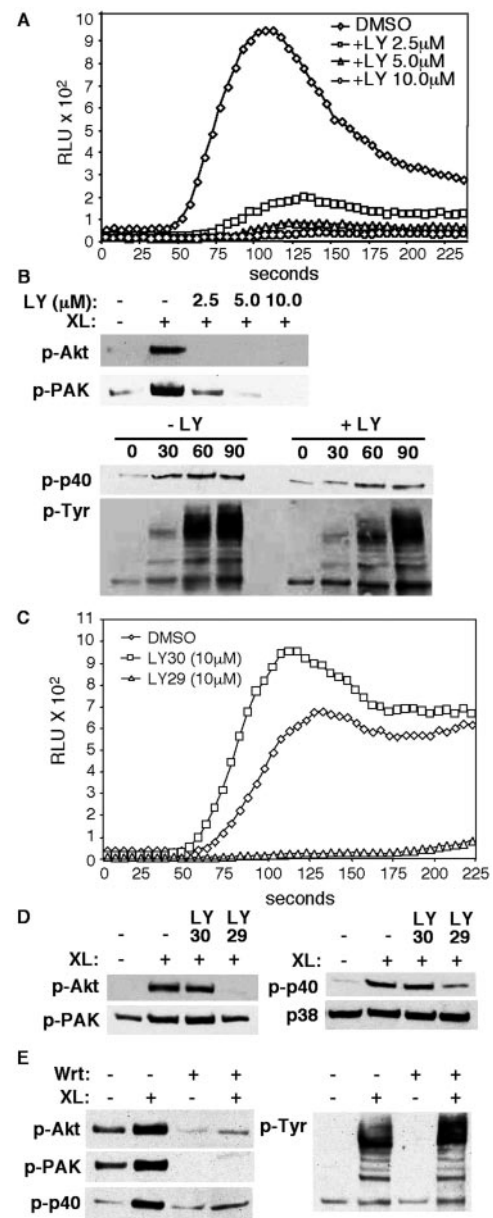 A
DMSO
+LY 2.5μM
+LY 5.0μM
+LY 10.0μM
RLU x 10²
10
9
8
7
6
5
4
3
2
1
0
0 25 50 75 100 125 150 175 200 225
seconds
B
LY (μM): - - 2.5 5.0 10.0
XL: - + + + +
p-Akt
p-PAK
- LY + LY
0 30 60 90 0 30 60 90
p-p40
p-Tyr
C
DMSO
LY30 (10μM)
LY29 (10μM)
RLU X 10²
11
10
9
8
7
6
5
4
3
2
1
0
0 25 50 75 100 125 150 175 200 225
seconds
D
- - LY 30 LY 29
XL: - + + +
p-Akt
p-PAK
- - LY 30 LY 29
XL: - + + +
p-p40
p38
E
Wrt: - - + +
XL: - + - +
p-Akt
p-PAK
p-p40
- - + +
- + - +
p-Tyr